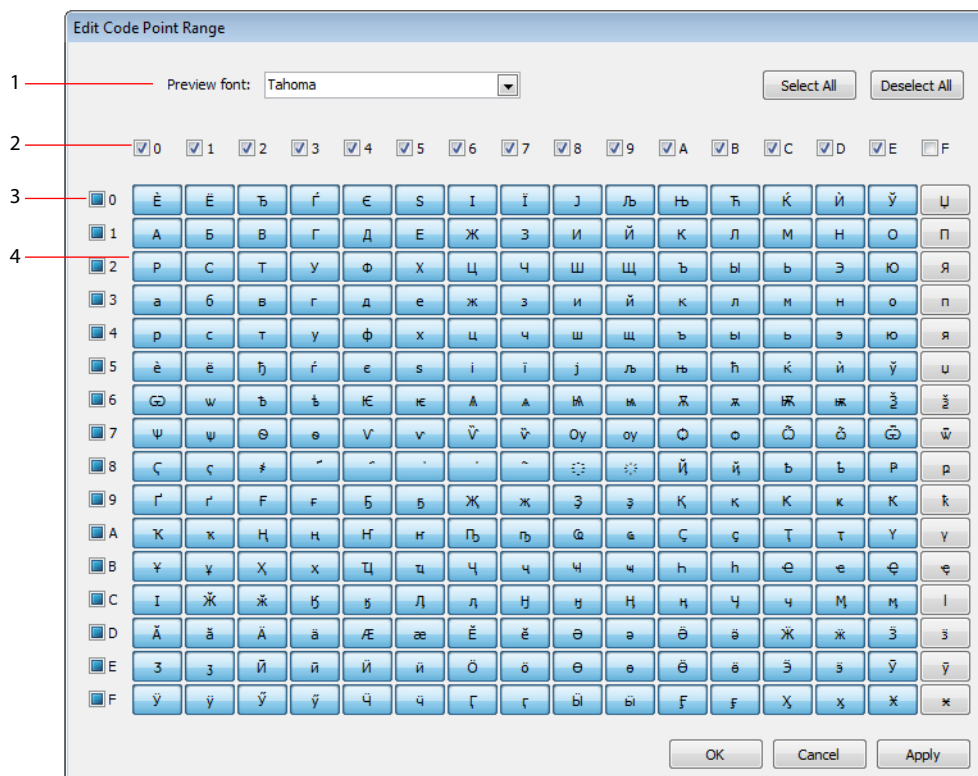 Edit Code Point Range
1 Preview font: Tahoma Select All Deselect All
2 0 1 2 3 4 5 6 7 8 9 A B C D E F
3 0 Ѐ Ё Ђ Ѓ Є Ѕ І Ї Ј Љ Њ Ћ Ќ Ѝ Ў Џ
1 А Б В Г Д Е Ж З И Й К Л М Н О П
4 2 Р С Т У Ф Х Ц Ч Ш Щ Ъ Ы Ь Э Ю Я
3 а б в г д е ж з и й к л м н о п
4 р с т у ф х ц ч ш щ ъ ы ь э ю я
5 ѐ ё ђ ѓ є ѕ і ї ј љ њ ћ ќ ѝ ў џ
6 Ѡ ѡ Ѣ ѣ Ѥ ѥ Ѧ ѧ Ѩ ѩ Ѫ ѫ Ѭ ѭ Ѯ ѯ
7 Ѱ ѱ Ѳ ѳ Ѵ ѵ Ѷ ѷ Ѹ ѹ Ѻ ѻ Ѽ ѽ Ѿ ѿ
8 Ҁ ҁ ҂ ҃ ҄ ҅ ҆ ҇ ҈ ҉ Ҋ ҋ Ҍ ҍ Ҏ ҏ
9 Ґ ґ Ғ ғ Ҕ ҕ Җ җ Ҙ ҙ Қ қ Ҝ ҝ Ҟ ҟ
A Ҡ ҡ Ң ң Ҥ ҥ Ҧ ҧ Ҩ ҩ Ҫ ҫ Ҭ ҭ Ү ү
B Ұ ұ Ҳ ҳ Ҵ ҵ Ҷ ҷ Ҹ ҹ Һ һ Ҽ ҽ Ҿ ҿ
C Ӏ Ӂ ӂ Ӄ ӄ Ӆ ӆ Ӈ ӈ Ӊ ӊ Ӌ ӌ Ӎ ӎ ӏ
D Ӑ ӑ Ӓ ӓ Ӕ ӕ Ӗ ӗ Ә ә Ӛ ӛ Ӝ ӝ Ӟ ӟ
E Ӡ ӡ Ӣ ӣ Ӥ ӥ Ӧ ӧ Ө ө Ӫ ӫ Ӭ ӭ Ӯ ӯ
F Ӱ ӱ Ӳ ӳ Ӵ ӵ Ӷ ӷ Ӹ ӹ Ӻ ӻ Ӽ ӽ Ӿ ӿ
OK Cancel Apply